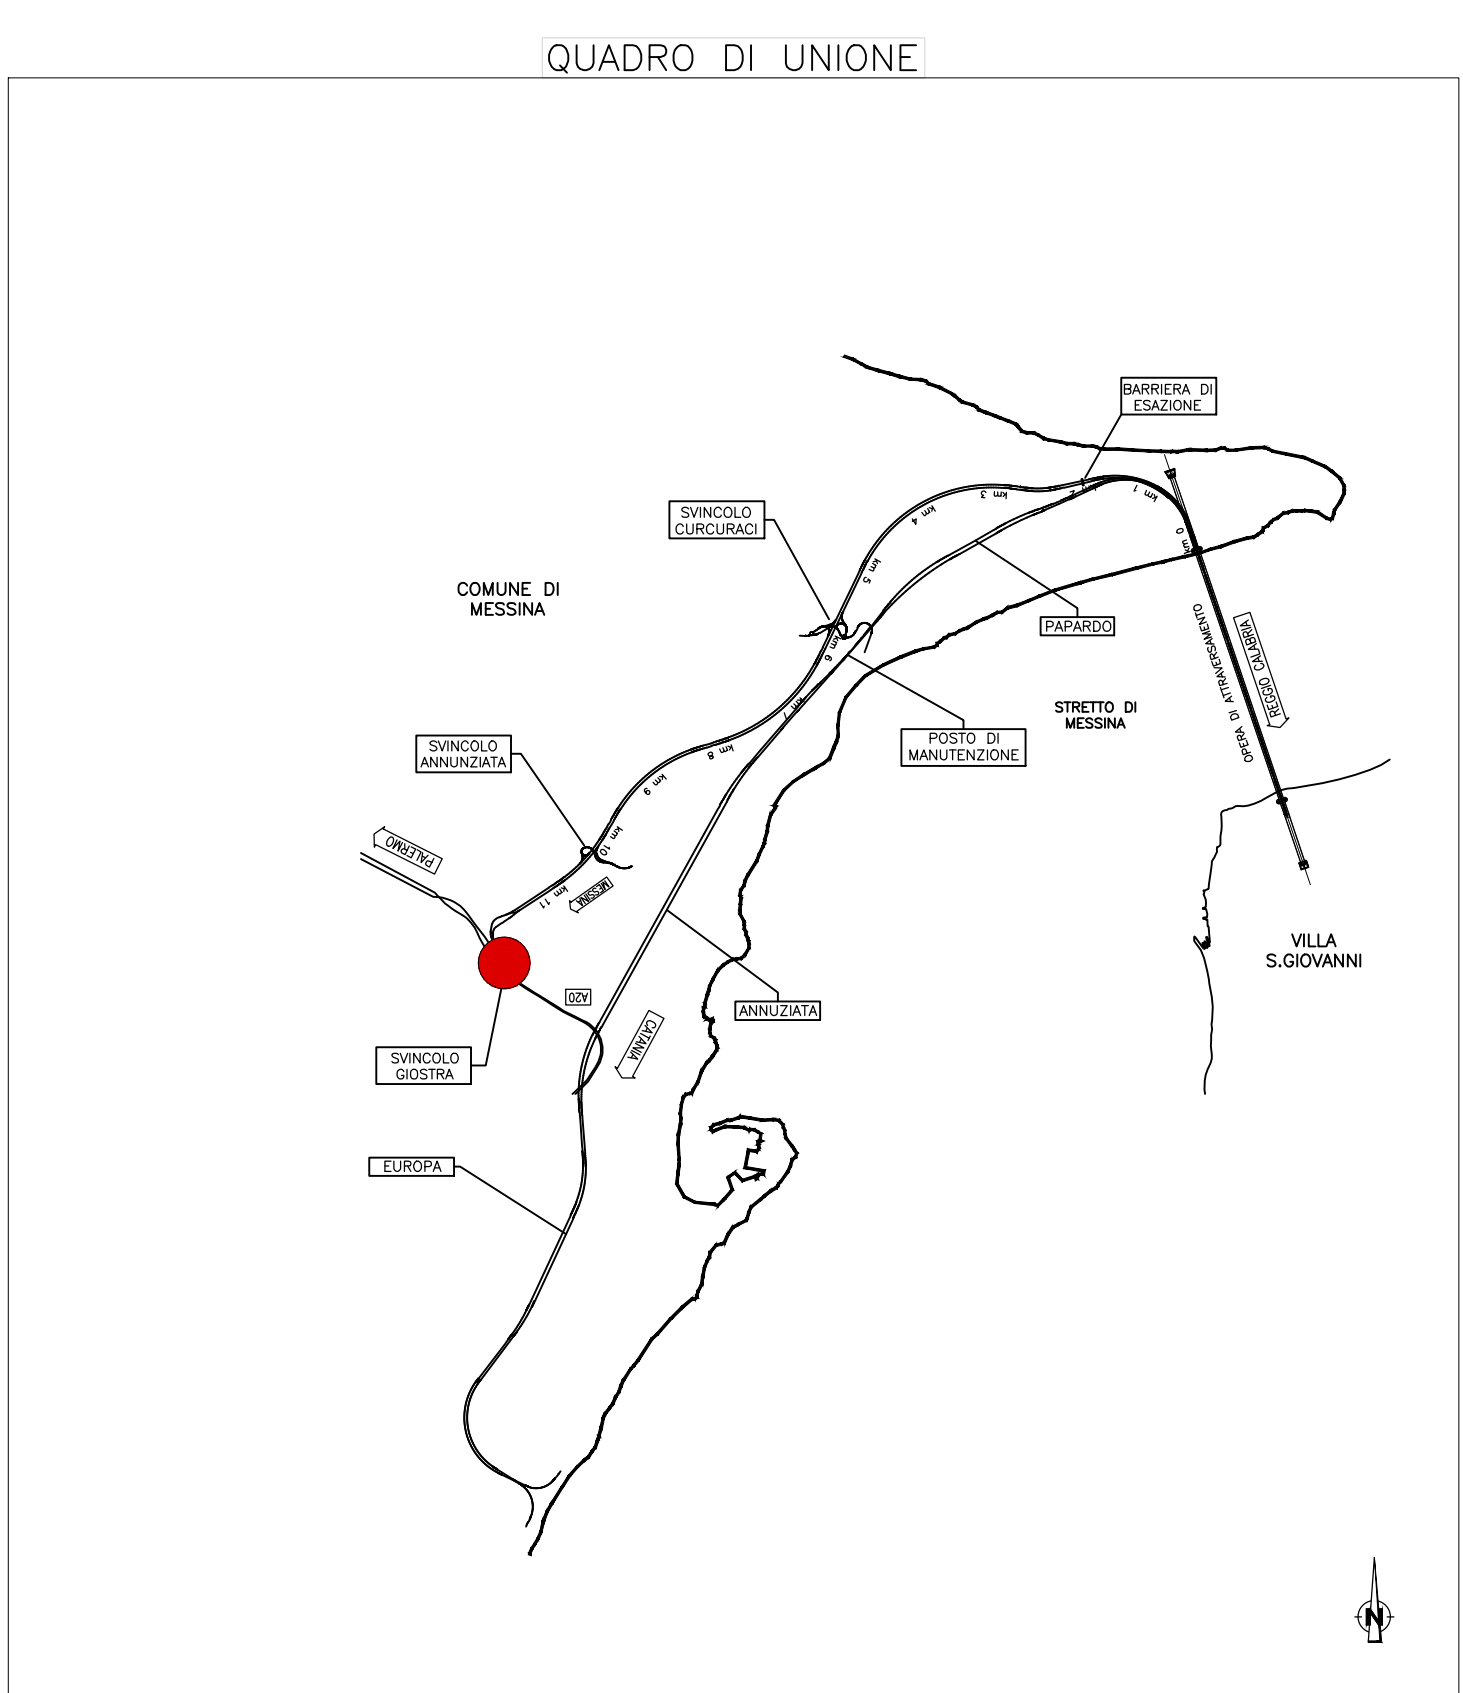 QUADRO DI UNIONE
BARRIERA DI
ESAZIONE
SVINCOLO
CURCURACI
km 0
km 1
km 2
km 3
km 4
km 5
km 6
km 7
km 8
km 9
km 10
km 11
COMUNE DI
MESSINA
PAPARDO
OPERA DI ATTRAVERSAMENTO
REGGIO CALABRIA
STRETTO DI
MESSINA
POSTO DI
MANUTENZIONE
SVINCOLO
ANNUNZIATA
PALERMO
MESSINA
VILLA
S.GIOVANNI
A20
ANNUZIATA
CATANIA
SVINCOLO
GIOSTRA
EUROPA
N